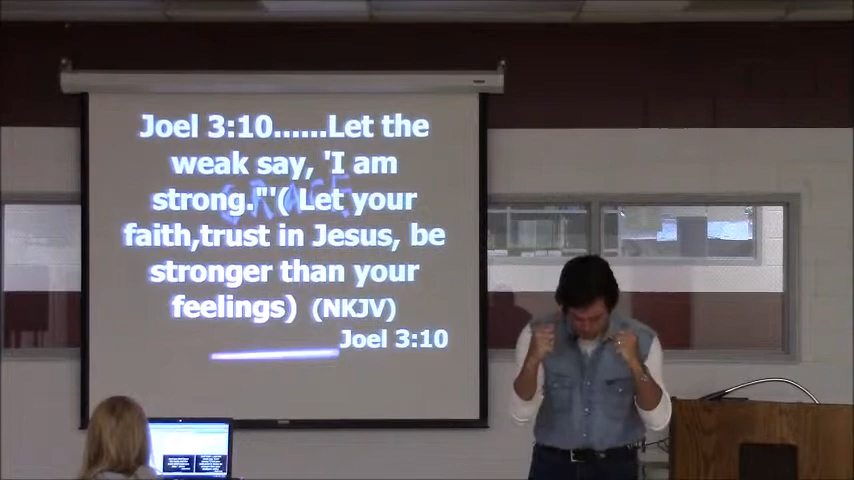 Joel 3:10......Let the
weak say, 'I am
strong."'( Let your
GRACE
faith,trust in Jesus, be
stronger than your
feelings) (NKJV)
Joel 3:10